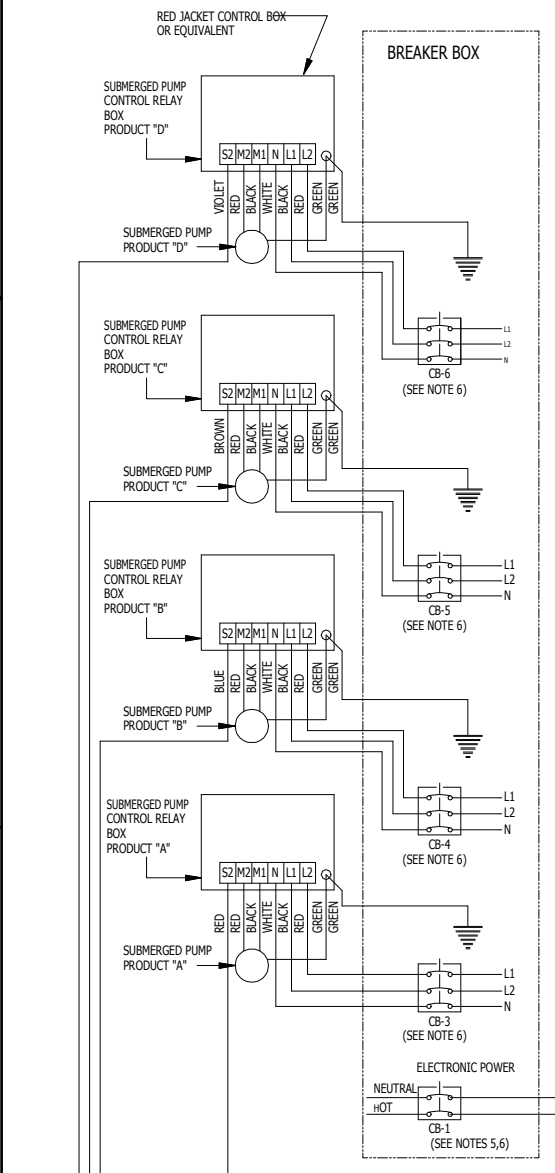 RED JACKET CONTROL BOX
OR EQUIVALENT
BREAKER BOX
SUBMERGED PUMP
CONTROL RELAY
BOX
PRODUCT "D"
S2 M2 M1 N L1 L2
VIOLET
RED
BLACK
WHITE
BLACK
RED
GREEN
GREEN
SUBMERGED PUMP
PRODUCT "D"
L1
L2
N
CB-6
(SEE NOTE 6)
SUBMERGED PUMP
CONTROL RELAY
BOX
PRODUCT "C"
S2 M2 M1 N L1 L2
BROWN
RED
BLACK
WHITE
BLACK
RED
GREEN
GREEN
SUBMERGED PUMP
PRODUCT "C"
L1
L2
N
CB-5
(SEE NOTE 6)
SUBMERGED PUMP
CONTROL RELAY
BOX
PRODUCT "B"
S2 M2 M1 N L1 L2
BLUE
RED
BLACK
WHITE
BLACK
RED
GREEN
GREEN
SUBMERGED PUMP
PRODUCT "B"
L1
L2
N
CB-4
(SEE NOTE 6)
SUBMERGED PUMP
CONTROL RELAY
BOX
PRODUCT "A"
S2 M2 M1 N L1 L2
RED
RED
BLACK
WHITE
BLACK
RED
GREEN
GREEN
SUBMERGED PUMP
PRODUCT "A"
L1
L2
N
CB-3
(SEE NOTE 6)
ELECTRONIC POWER
NEUTRAL
HOT
CB-1
(SEE NOTES 5,6)